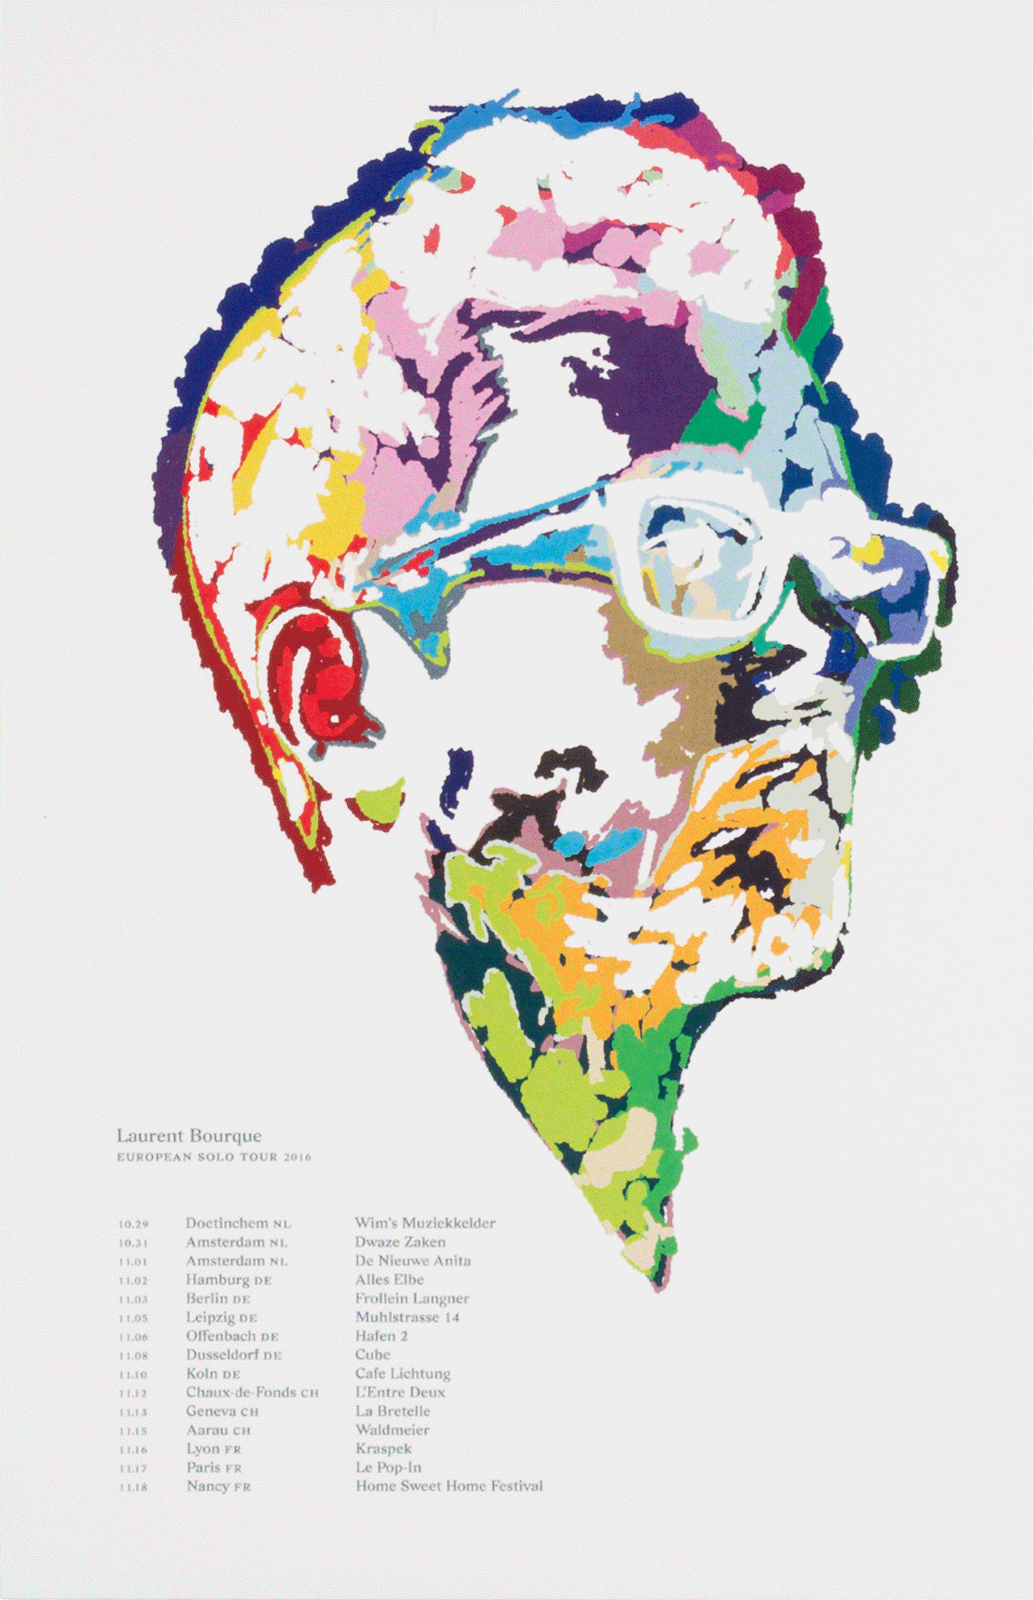 Laurent Bourque
EUROPEAN SOLO TOUR 2016
10.29 Doetinchem NL Wim's Muziekkelder
10.31 Amsterdam NL Dwaze Zaken
11.01 Amsterdam NL De Nieuwe Anita
11.02 Hamburg DE Alles Elbe
11.03 Berlin DE Frollein Langner
11.05 Leipzig DE Muhlstrasse 14
11.06 Offenbach DE Hafen 2
11.08 Dusseldorf DE Cube
11.10 Koln DE Cafe Lichtung
11.12 Chaux-de-Fonds CH L'Entre Deux
11.13 Geneva CH La Bretelle
11.15 Aarau CH Waldmeier
11.16 Lyon FR Kraspek
11.17 Paris FR Le Pop-In
11.18 Nancy FR Home Sweet Home Festival